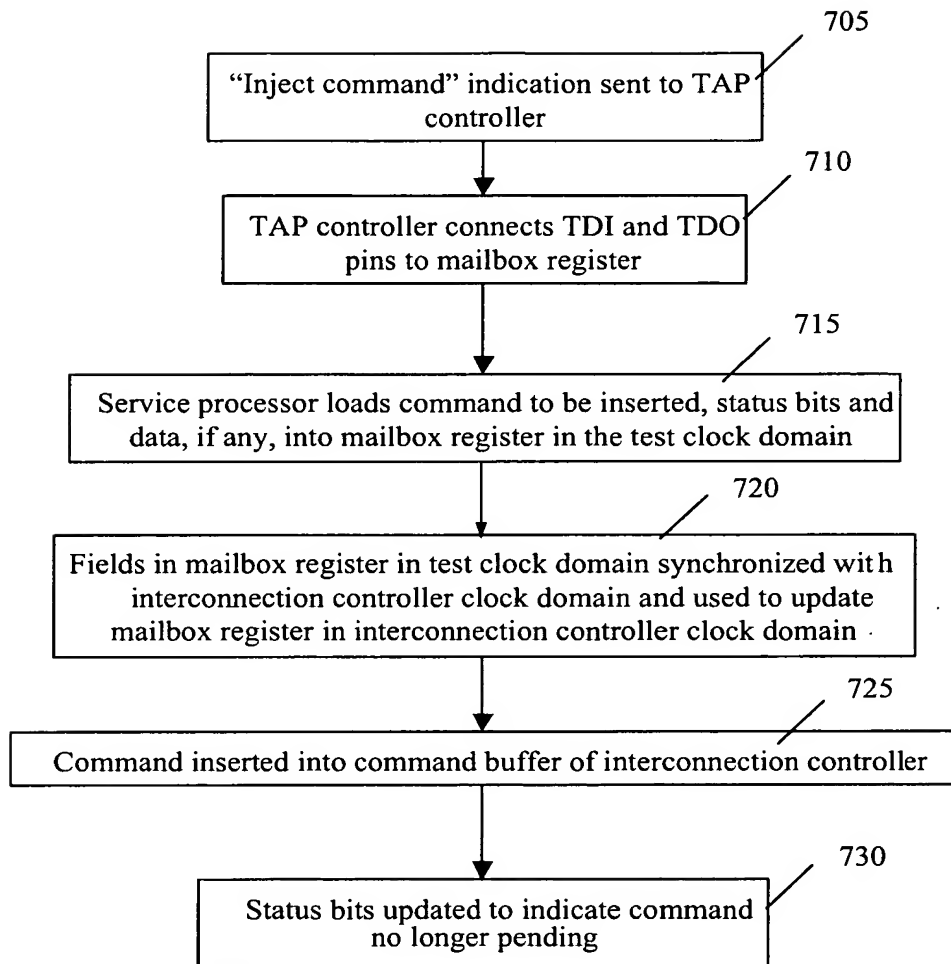 705
“Inject command” indication sent to TAP
controller
710
TAP controller connects TDI and TDO
pins to mailbox register
715
Service processor loads command to be inserted, status bits and
data, if any, into mailbox register in the test clock domain
720
Fields in mailbox register in test clock domain synchronized with
interconnection controller clock domain and used to update
mailbox register in interconnection controller clock domain
725
Command inserted into command buffer of interconnection controller
730
Status bits updated to indicate command
no longer pending